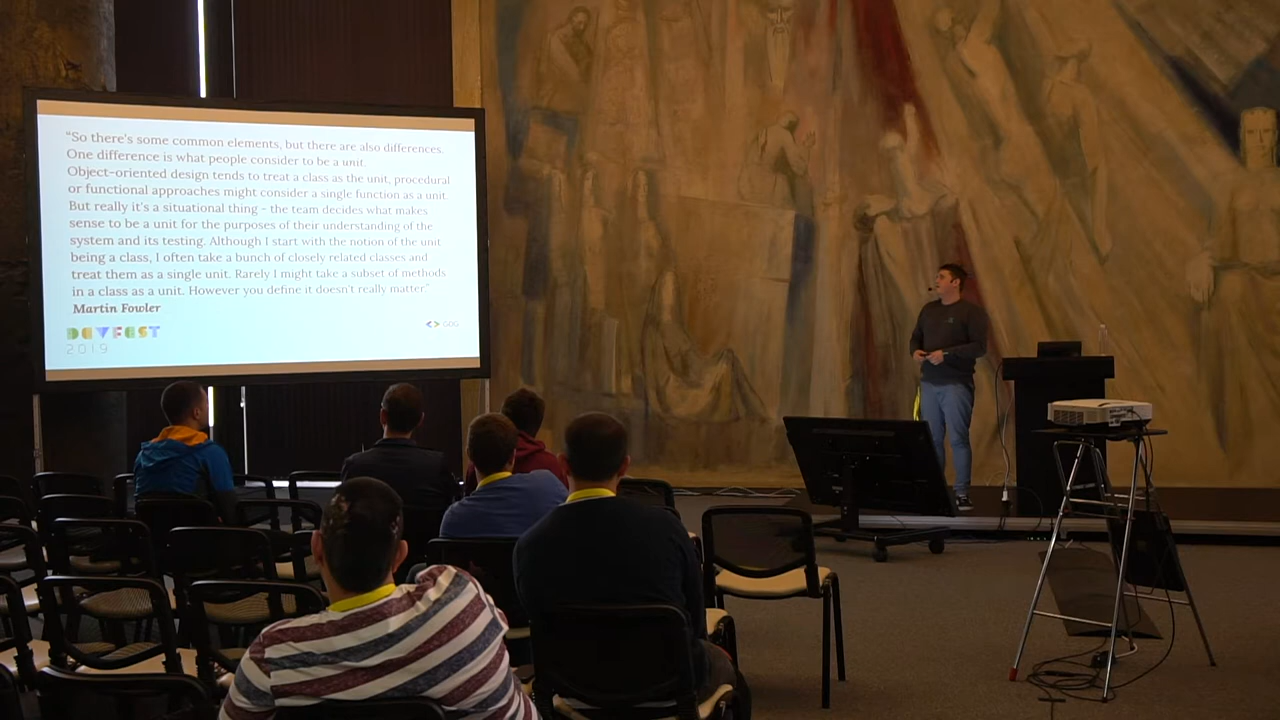 “So there's some common elements, but there are also differences.
One difference is what people consider to be a unit.
Object-oriented design tends to treat a class as the unit, procedural
or functional approaches might consider a single function as a unit.
But really it's a situational thing - the team decides what makes
sense to be a unit for the purposes of their understanding of the
system and its testing. Although I start with the notion of the unit
being a class, I often take a bunch of closely related classes and
treat them as a single unit. Rarely I might take a subset of methods
in a class as a unit. However you define it doesn't really matter.”
Martin Fowler
DEVFEST
2019
GDG